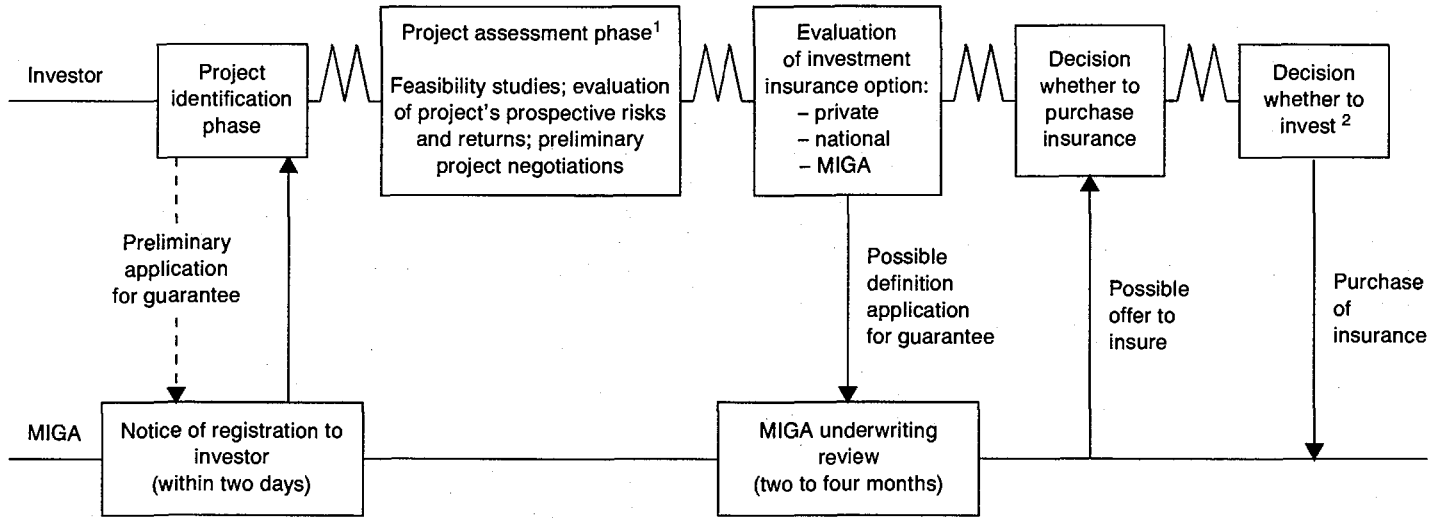 Investor
Project
identification
phase
Project assessment phase¹
Feasibility studies; evaluation
of project's prospective risks
and returns; preliminary
project negotiations
Evaluation
of investment
insurance option:
– private
– national
– MIGA
Decision
whether to
purchase
insurance
Decision
whether to
invest ²
Preliminary
application
for guarantee
Possible
definition
application
for guarantee
Possible
offer to
insure
Purchase
of
insurance
MIGA
Notice of registration to
investor
(within two days)
MIGA underwriting
review
(two to four months)